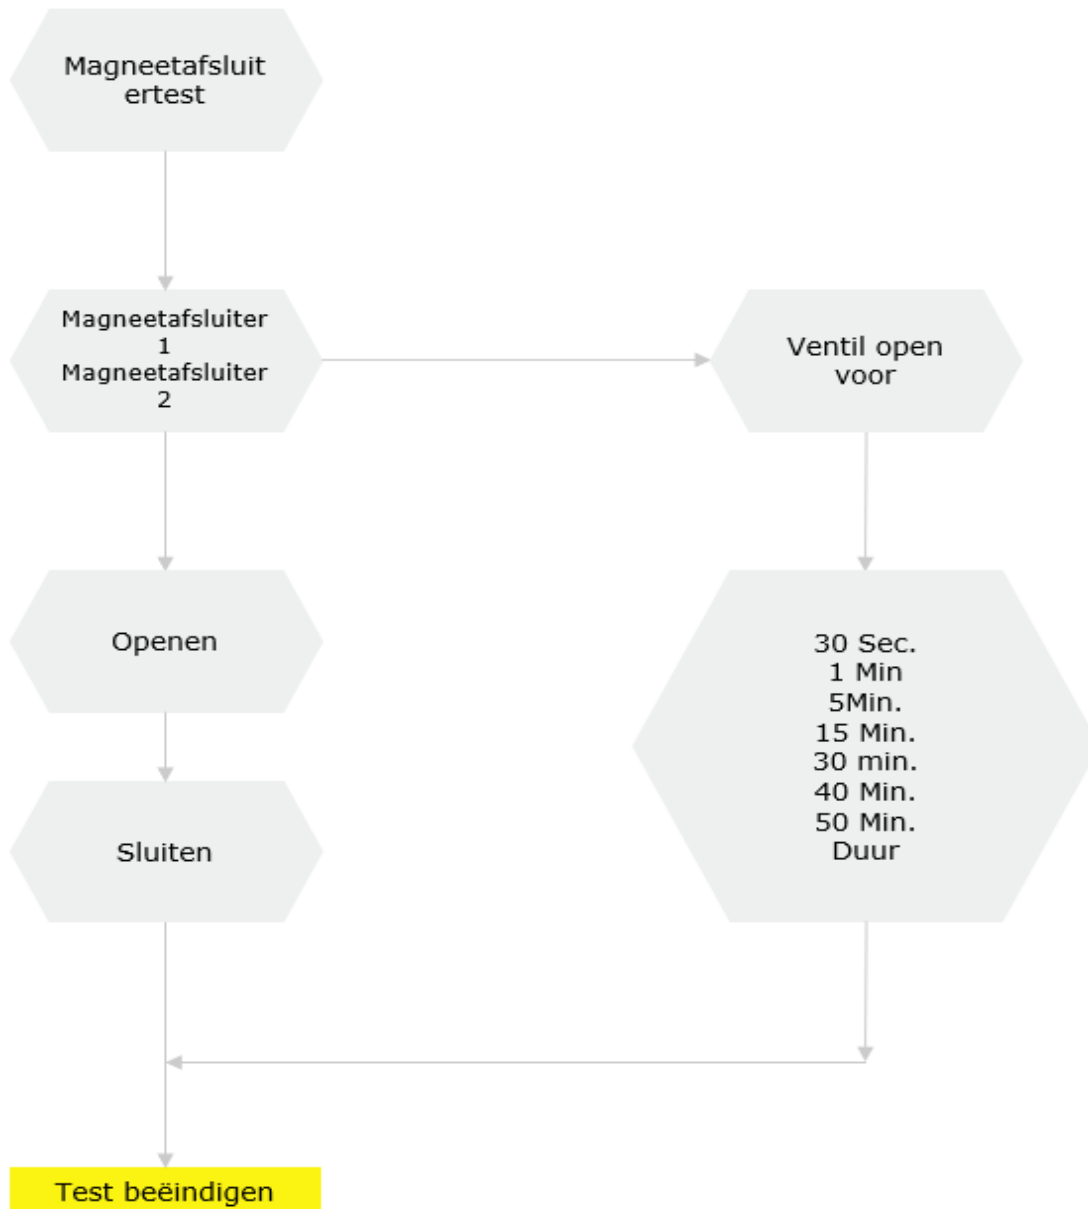 Magneetafsluit
ertest
Magneetafsluiter
1
Magneetafsluiter
2
Ventil open
voor
Openen
Sluiten
30 Sec.
1 Min
5Min.
15 Min.
30 min.
40 Min.
50 Min.
Duur
Test beëindigen